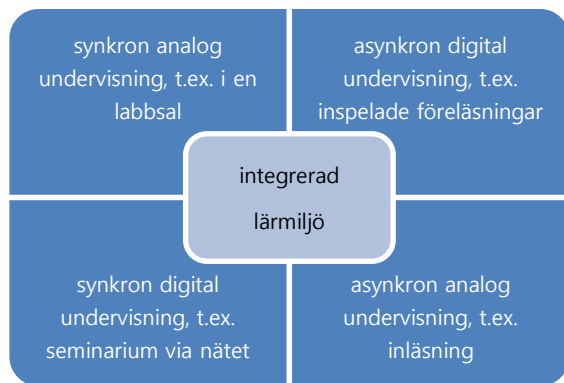 synkron analog
undervisning, t.ex. i en
labbsal
asynkron digital
undervisning, t.ex.
inspelade föreläsningar
integrerad
lärmiljö
synkron digital
undervisning, t.ex.
seminarium via nätet
asynkron analog
undervisning, t.ex.
inläsning